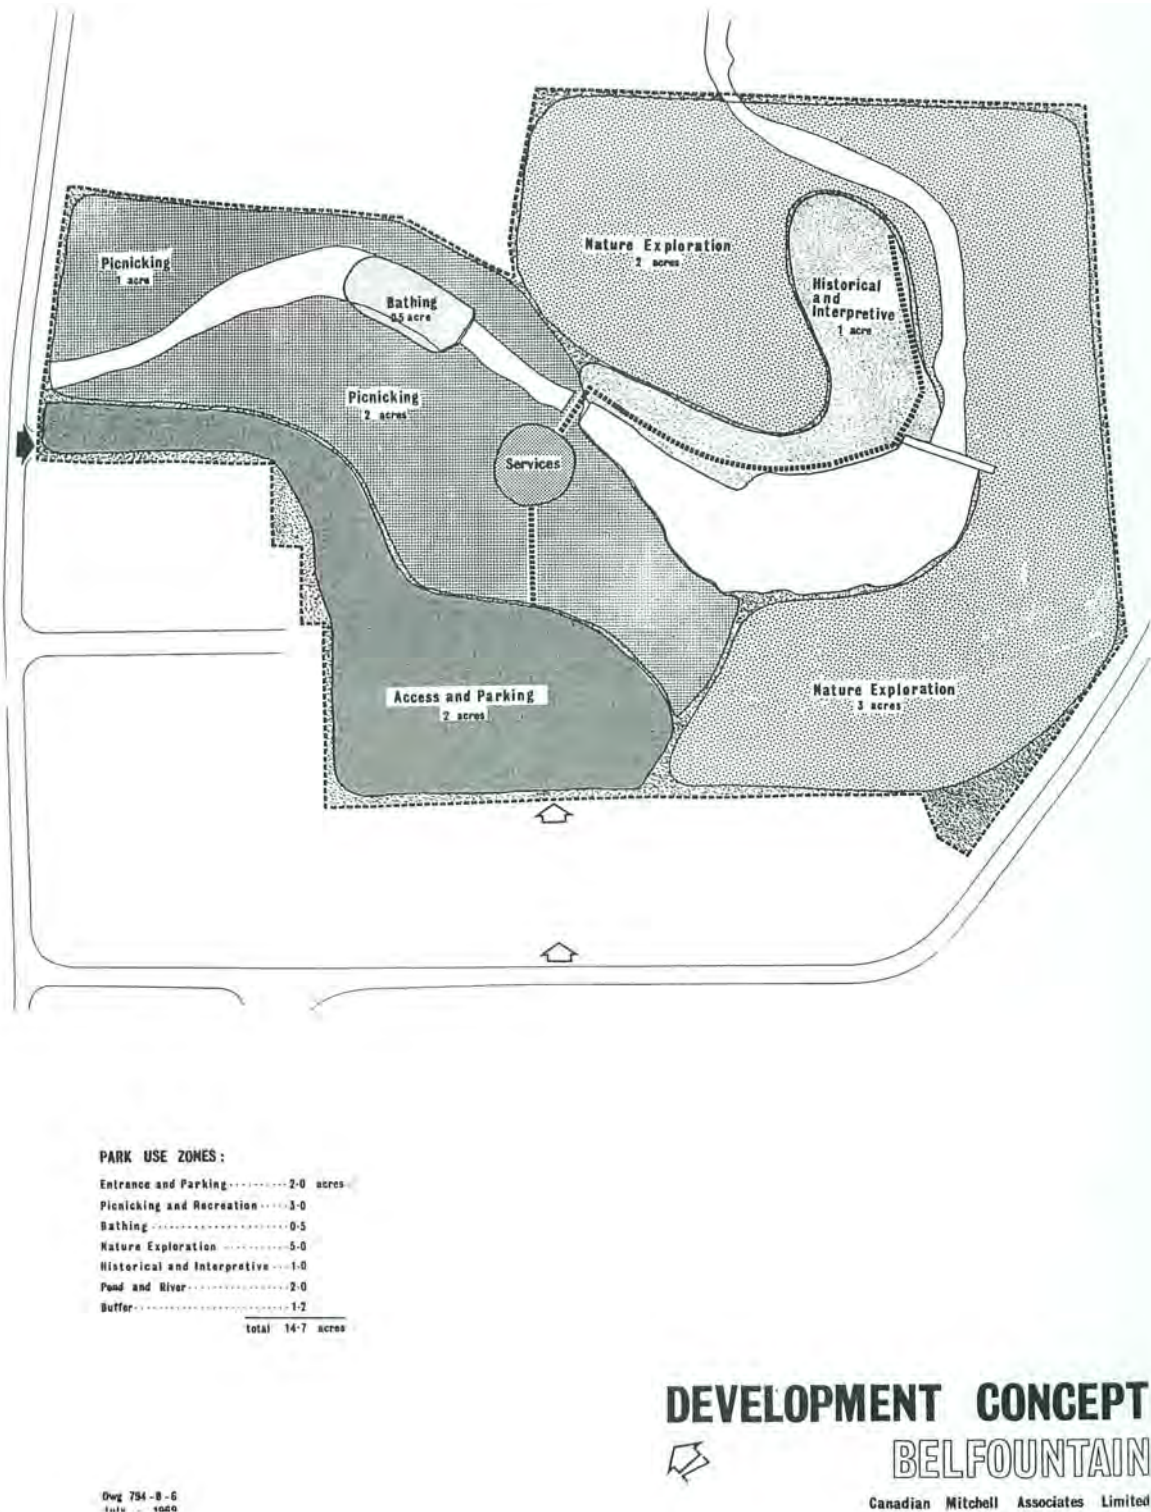 Picnicking
1 acre
Nature Exploration
2 acres
Bathing
0.5 acre
Historical
and
Interpretive
1 acre
Picnicking
2 acres
Services
Access and Parking
2 acres
Nature Exploration
3 acres
PARK USE ZONES:
Entrance and Parking ·········· 2·0 acres
Picnicking and Recreation ····· 3·0
Bathing ···················· 0·5
Nature Exploration ·········· 5·0
Historical and Interpretive ··· 1·0
Pond and River ················ 2·0
Buffer ······················· 1·2
total 14·7 acres
DEVELOPMENT CONCEPT
BELFOUNTAIN
Canadian Mitchell Associates Limited
Dwg 794-B-6
July - 1969